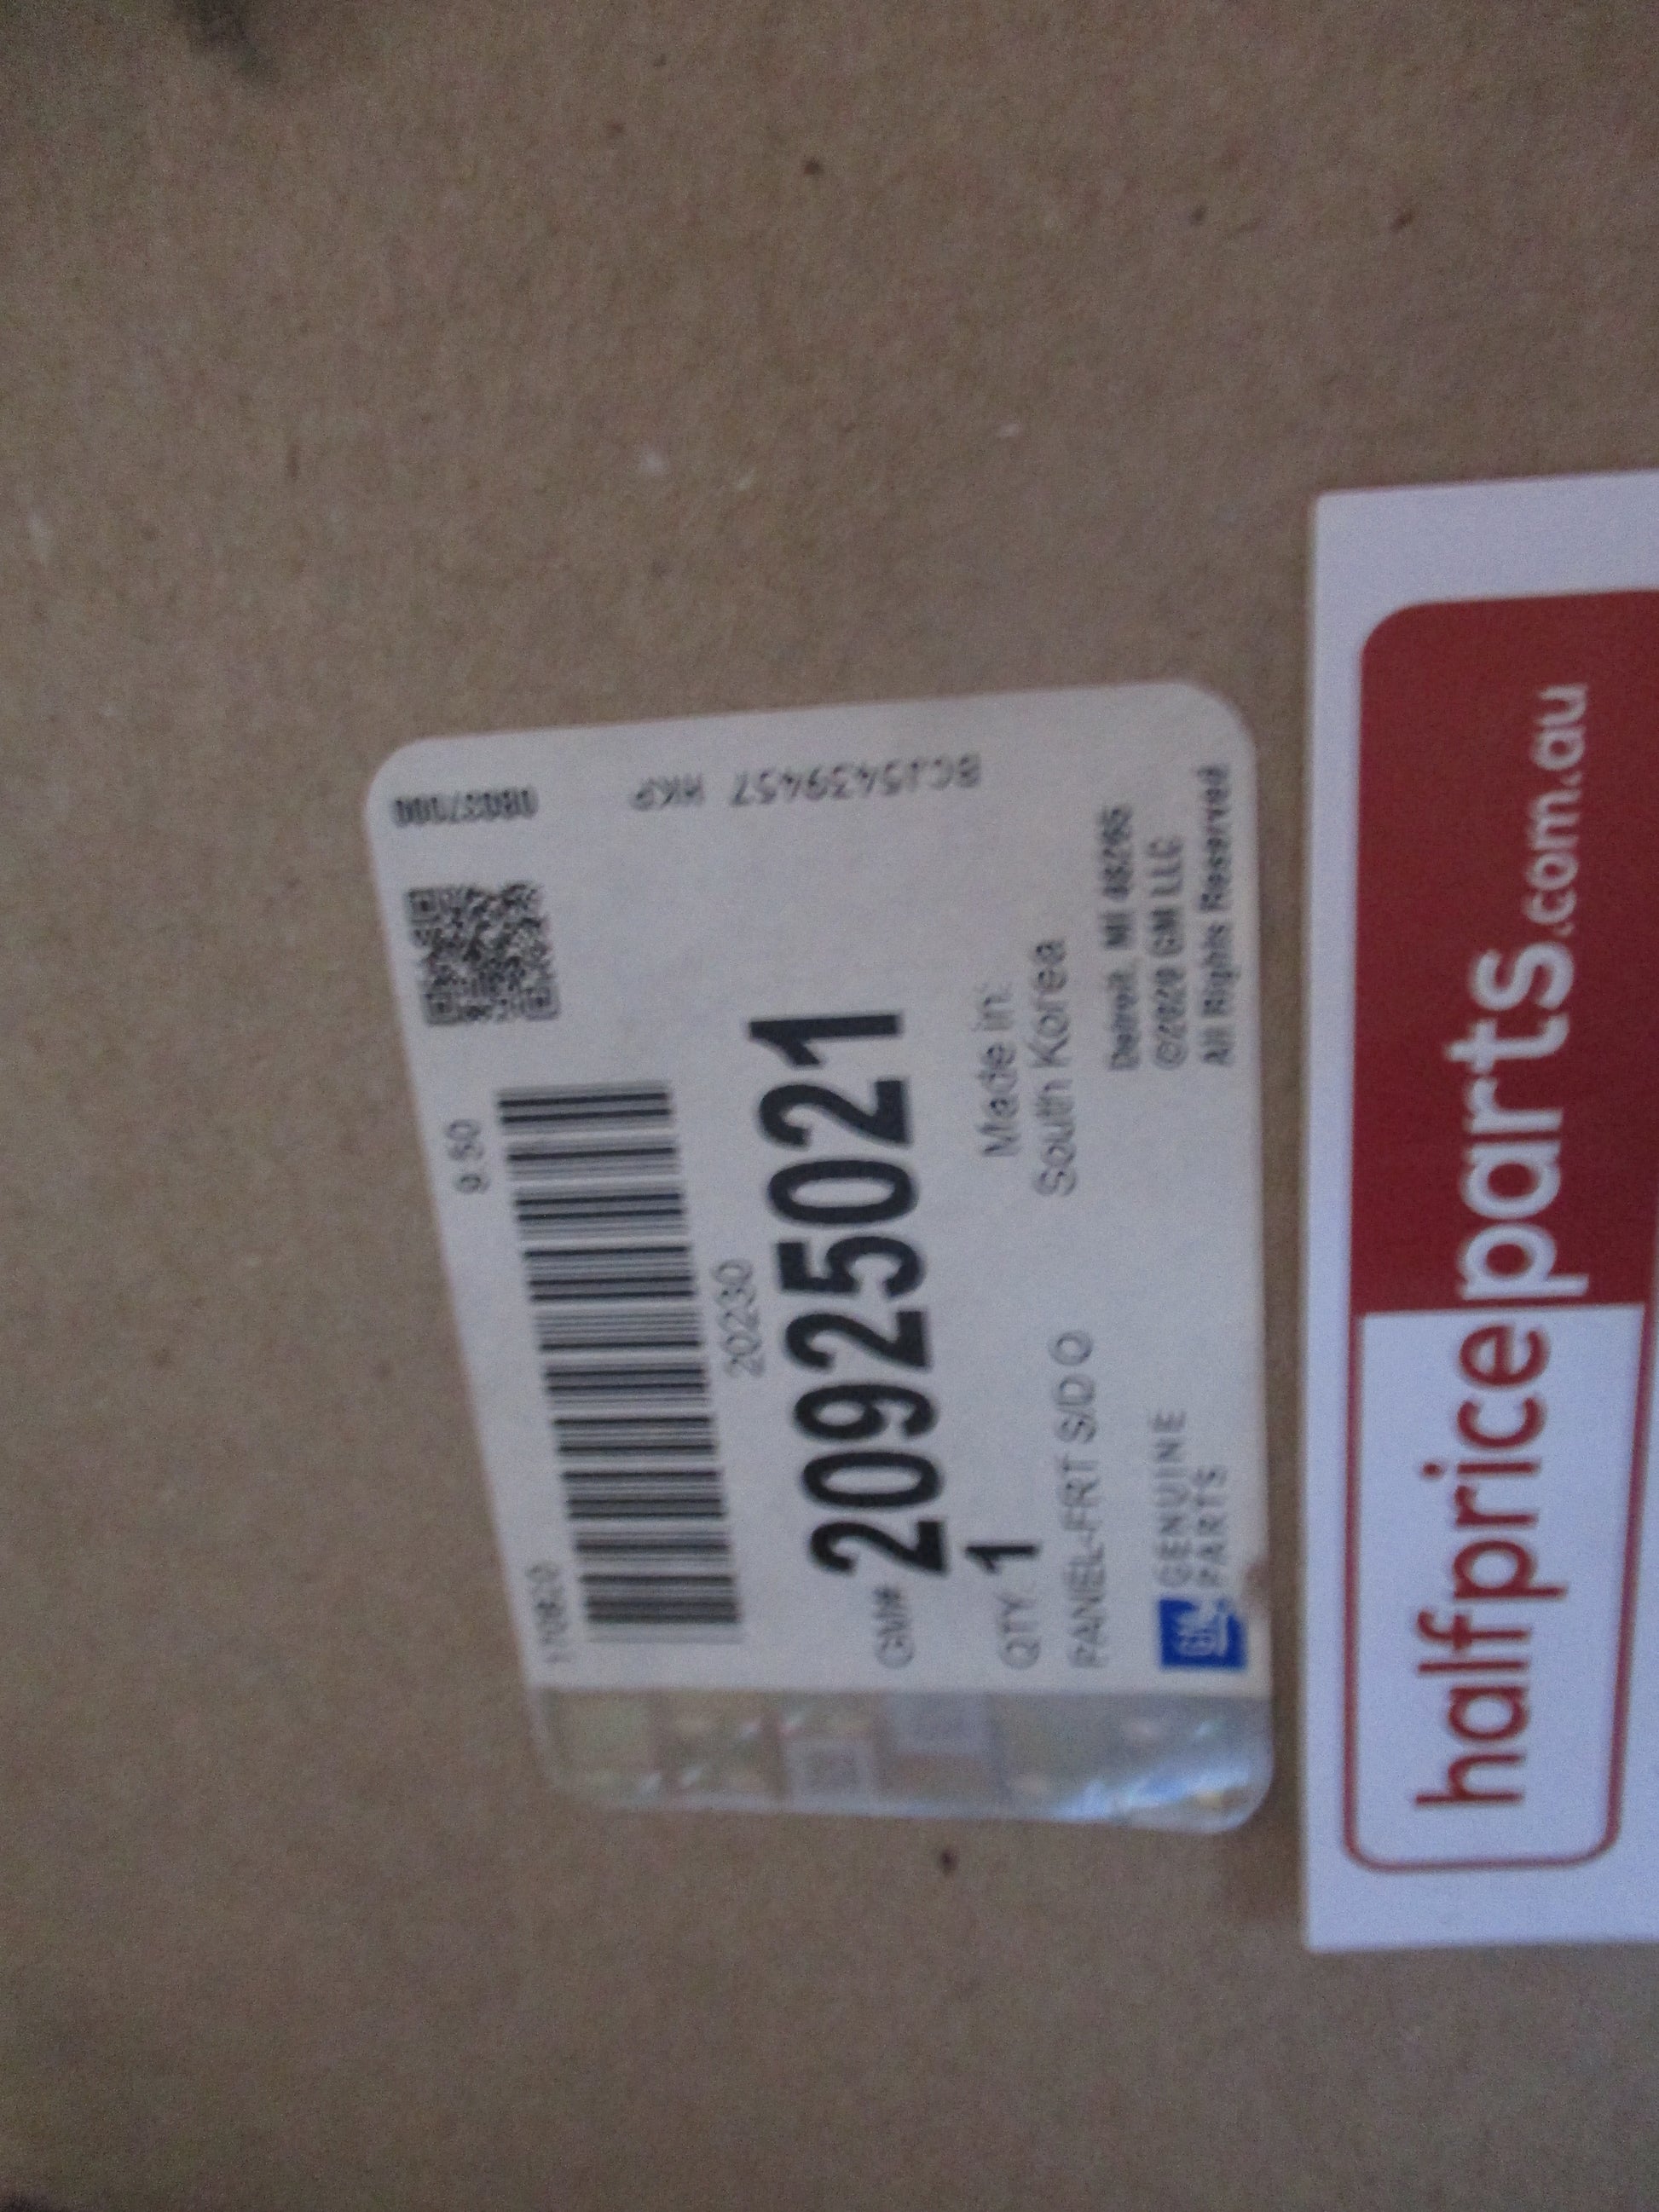 9 50
20230
GM# 20925021
QTY. 1
PANEL-FRT S/D O
GENUINE
PARTS
Made in:
South Korea
Detroit, MI 48265
©2020 GM LLC
All Rights Reserved
BCJ5439457 HKP
halfpriceparts.com.au